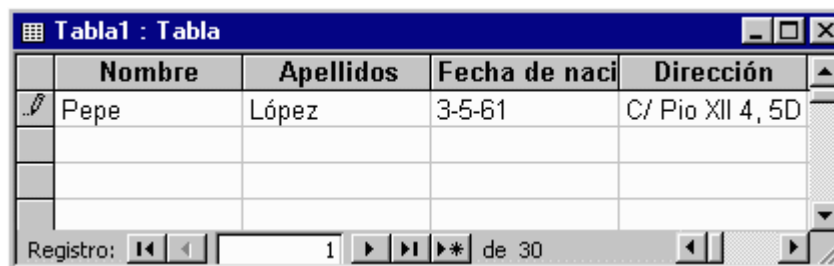 Tabla1 : Tabla
Nombre Apellidos Fecha de naci Dirección
Pepe López 3-5-61 C/ Pio XII 4, 5D
Registro: 1 de 30